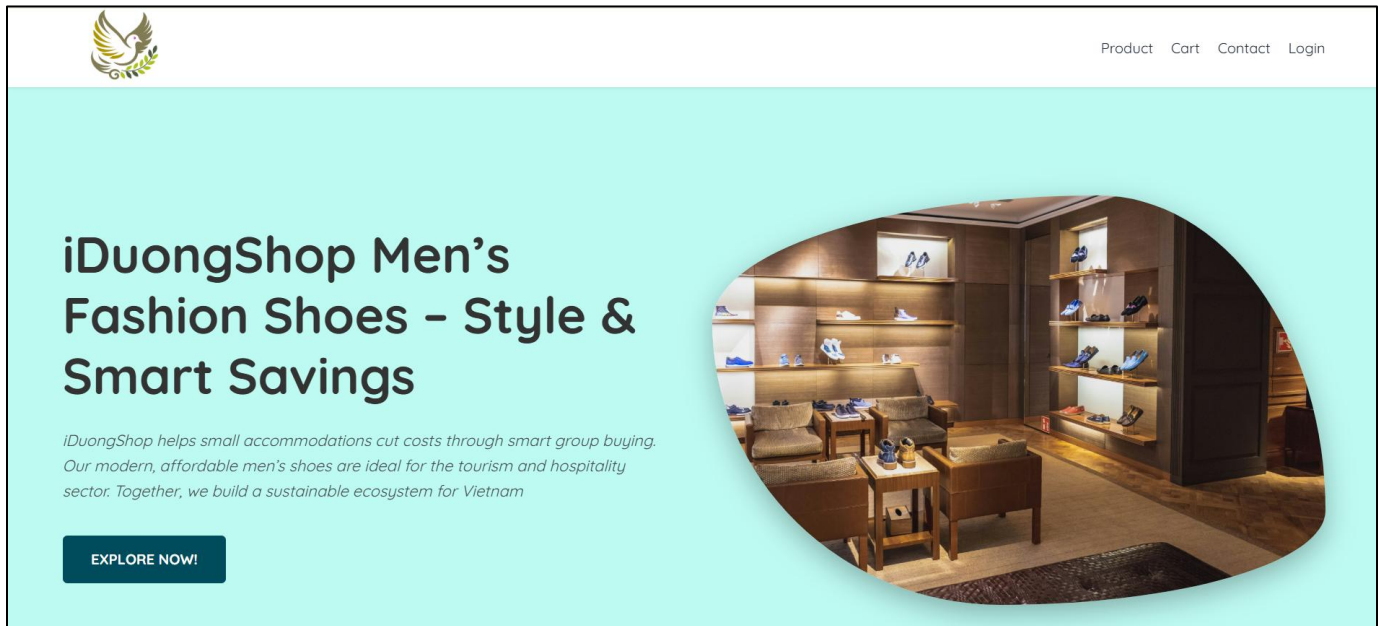 Product Cart Contact Login
iDuongShop Men’s
Fashion Shoes – Style &
Smart Savings
iDuongShop helps small accommodations cut costs through smart group buying.
Our modern, affordable men’s shoes are ideal for the tourism and hospitality
sector. Together, we build a sustainable ecosystem for Vietnam
EXPLORE NOW!